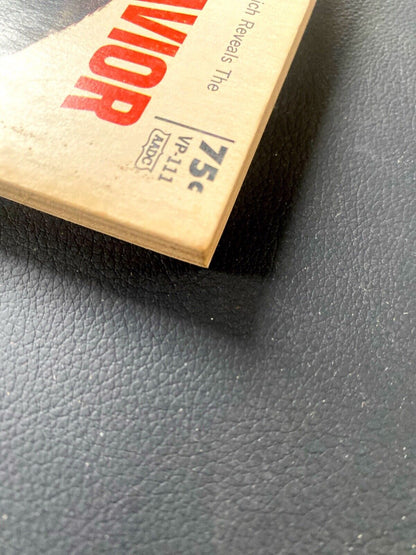 ich Reveals The
AVIOR
75¢
VP-111
AADC